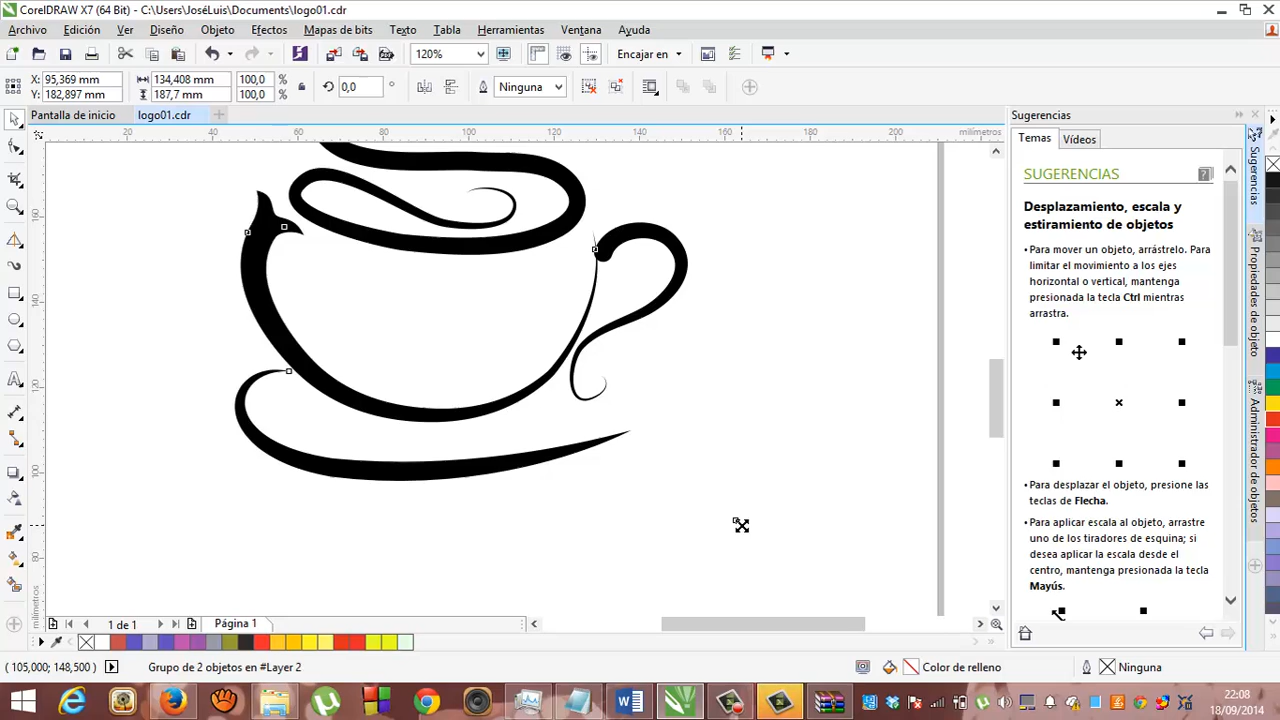 CorelDRAW X7 (64 Bit) - C:\Users\JoséLuis\Documents\logo01.cdr
Archivo Edición Ver Diseño Objeto Efectos Mapas de bits Texto Tabla Herramientas Ventana Ayuda
120% Encajar en
X: 95,369 mm 134,408 mm 100,0 %
Y: 182,897 mm 187,7 mm 100,0 %
0,0 °
Ninguna
Pantalla de inicio logo01.cdr
Sugerencias
20 40 60 80 100 120 140 160 180 200 milímetros
160
140
120
100
80
milímetros
Temas Vídeos
SUGERENCIAS
Desplazamiento, escala y
estiramiento de objetos
• Para mover un objeto, arrástrelo. Para
limitar el movimiento a los ejes
horizontal o vertical, mantenga
presionada la tecla Ctrl mientras
arrastra.
• Para desplazar el objeto, presione las
teclas de Flecha.
• Para aplicar escala al objeto, arrastre
uno de los tiradores de esquina; si
desea aplicar la escala desde el
centro, mantenga presionada la tecla
Mayús.
Sugerencias
Propiedades de objeto
Administrador de objetos
1 de 1 Página 1
( 105,000; 148,500 ) Grupo de 2 objetos en #Layer 2 Color de relleno Ninguna
22:08
18/09/2014